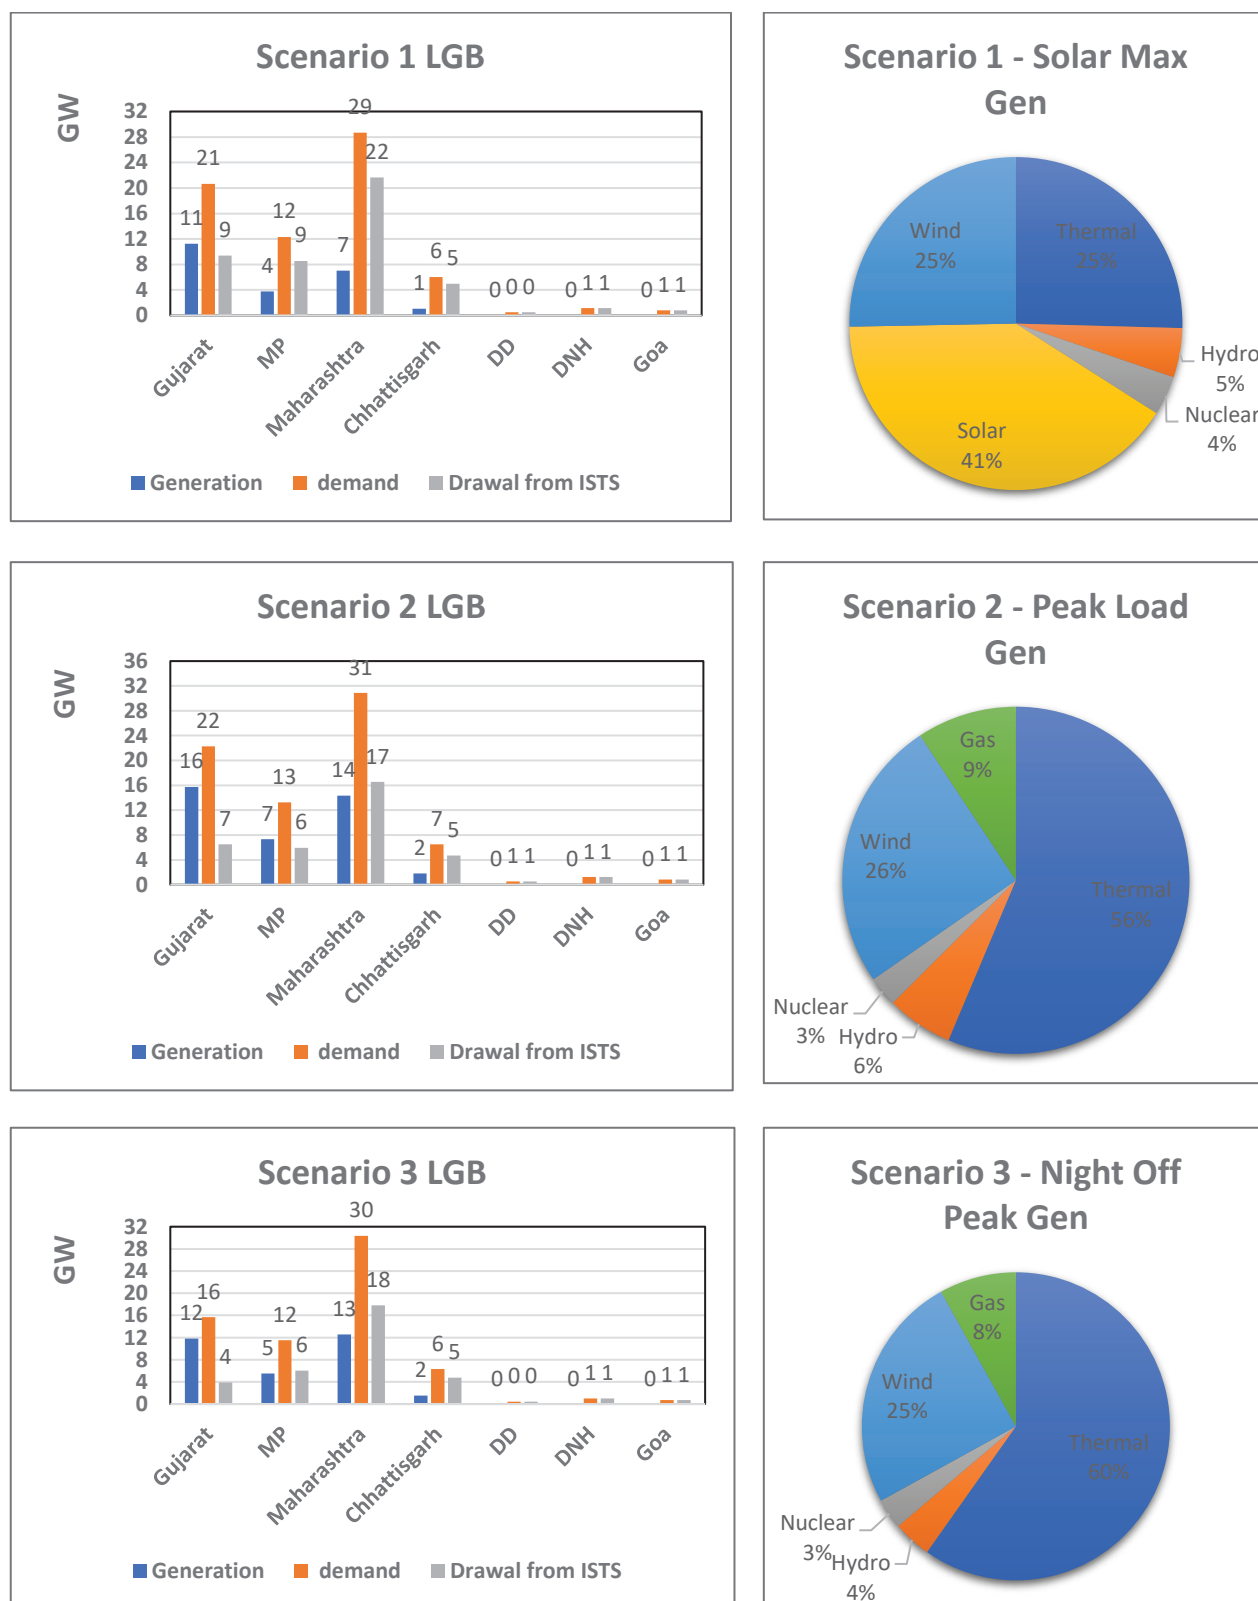 Scenario 1 LGB
GW
32
28
24
20
16
12
8
4
0
11 21 9
4 12 9
7 29 22
1 6 5
0 0 0
0 1 1
0 1 1
Gujarat
MP
Maharashtra
Chhattisgarh
DD
DNH
Goa
Generation demand Drawal from ISTS
Scenario 1 - Solar Max
Gen
Thermal
25%
Hydro
5%
Nuclear
4%
Solar
41%
Wind
25%
Scenario 2 LGB
GW
36
32
28
24
20
16
12
8
4
0
16 22 7
7 13 6
14 31 17
2 7 5
0 1 1
0 1 1
0 1 1
Gujarat
MP
Maharashtra
Chhattisgarh
DD
DNH
Goa
Generation demand Drawal from ISTS
Scenario 2 - Peak Load
Gen
Thermal
56%
Hydro
6%
Nuclear
3%
Wind
26%
Gas
9%
Scenario 3 LGB
GW
32
28
24
20
16
12
8
4
0
12 16 4
5 12 6
13 30 18
2 6 5
0 0 0
0 1 1
0 1 1
Gujarat
MP
Maharashtra
Chhattisgarh
DD
DNH
Goa
Generation demand Drawal from ISTS
Scenario 3 - Night Off
Peak Gen
Thermal
60%
Hydro
4%
Nuclear
3%
Wind
25%
Gas
8%